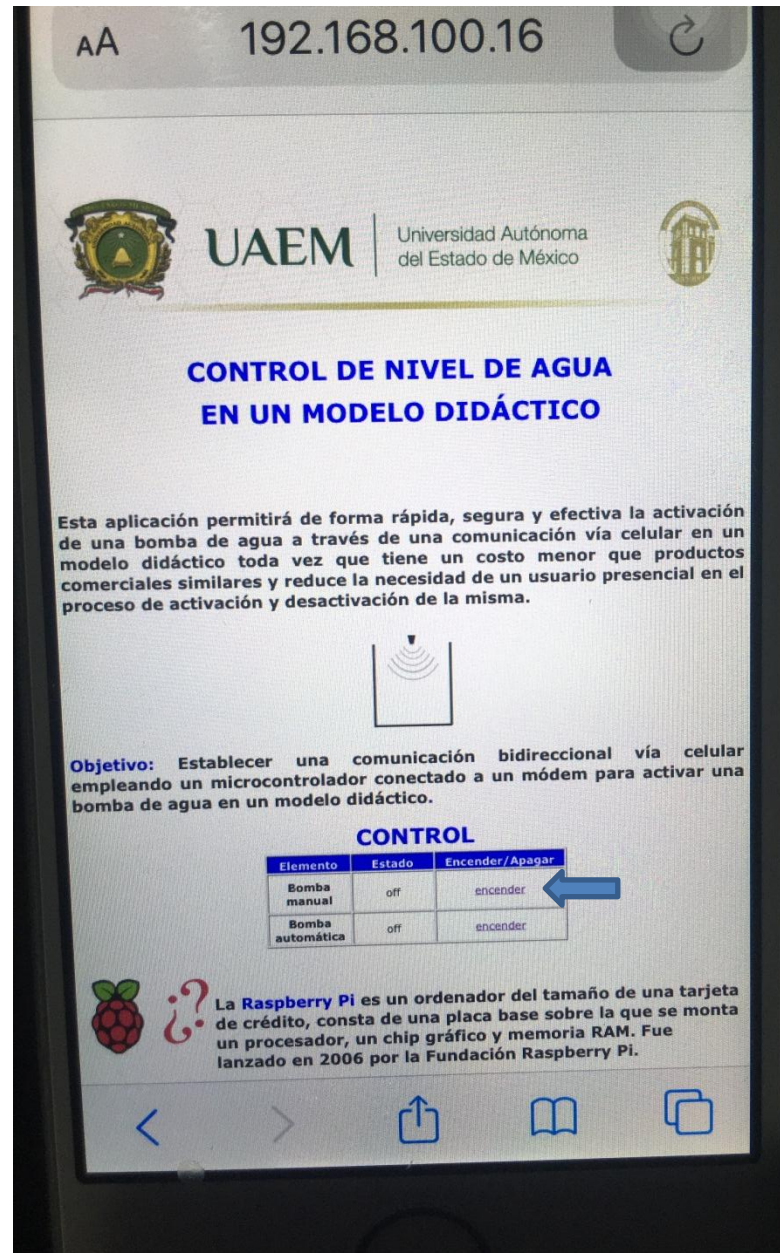 AA 192.168.100.16
UAEM Universidad Autónoma
del Estado de México
CONTROL DE NIVEL DE AGUA
EN UN MODELO DIDÁCTICO
Esta aplicación permitirá de forma rápida, segura y efectiva la activación
de una bomba de agua a través de una comunicación vía celular en un
modelo didáctico toda vez que tiene un costo menor que productos
comerciales similares y reduce la necesidad de un usuario presencial en el
proceso de activación y desactivación de la misma.
Objetivo: Establecer una comunicación bidireccional vía celular
empleando un microcontrolador conectado a un módem para activar una
bomba de agua en un modelo didáctico.
CONTROL
Elemento Estado Encender/Apagar
Bomba
manual off encender
Bomba
automática off encender
¿? La Raspberry Pi es un ordenador del tamaño de una tarjeta
de crédito, consta de una placa base sobre la que se monta
un procesador, un chip gráfico y memoria RAM. Fue
lanzado en 2006 por la Fundación Raspberry Pi.